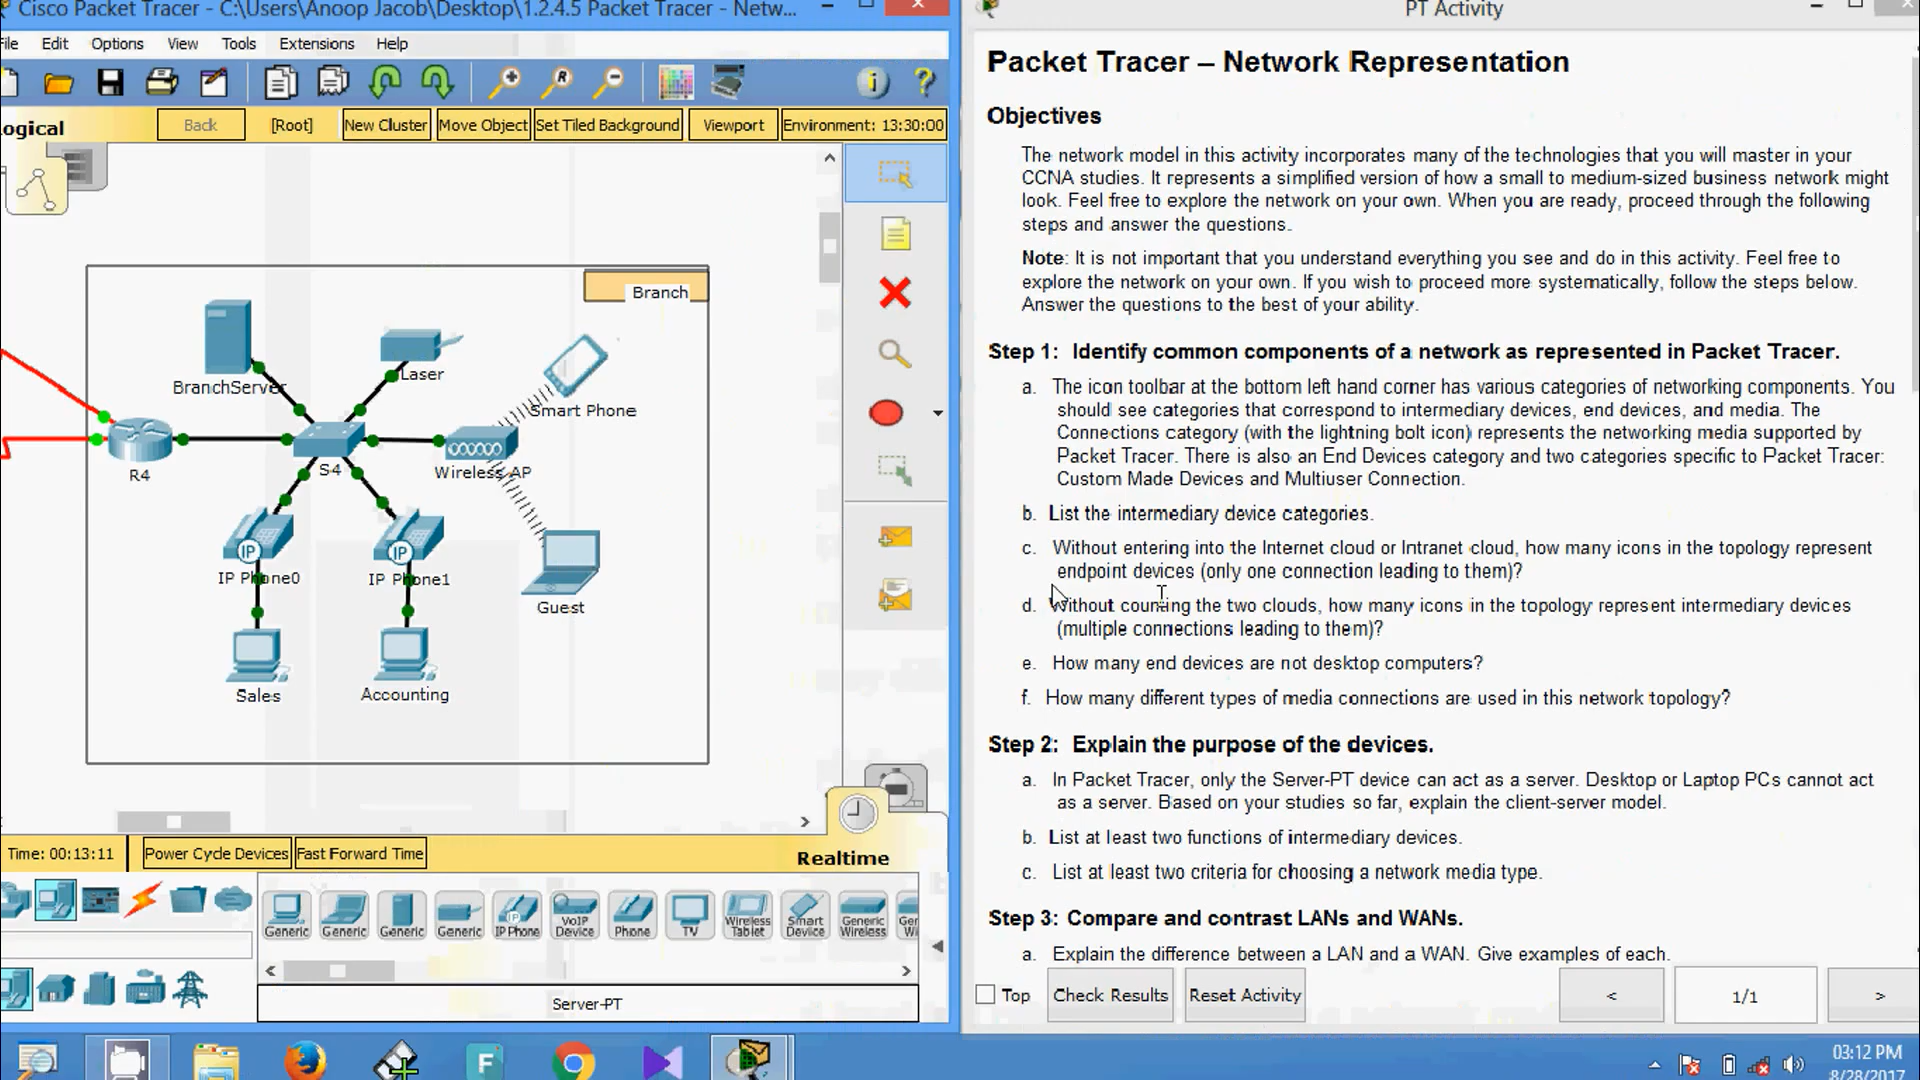 Cisco Packet Tracer - C:\Users\Anoop Jacob\Desktop\1.2.4.5 Packet Tracer - Netw...
File Edit Options View Tools Extensions Help
Logical Back [Root] New Cluster Move Object Set Tiled Background Viewport Environment: 13:30:00
Branch
BranchServer
Laser
Smart Phone
R4
S4
Wireless AP
IP
IP
IP Phone0
IP Phone1
Guest
Sales
Accounting
Time: 00:13:11 Power Cycle Devices Fast Forward Time Realtime
Generic Generic Generic Generic IP Phone VoIP Device Phone TV Wireless Tablet Smart Device Generic Wireless
Server-PT
PT Activity
Packet Tracer – Network Representation
Objectives
The network model in this activity incorporates many of the technologies that you will master in your
CCNA studies. It represents a simplified version of how a small to medium-sized business network might
look. Feel free to explore the network on your own. When you are ready, proceed through the following
steps and answer the questions.
Note: It is not important that you understand everything you see and do in this activity. Feel free to
explore the network on your own. If you wish to proceed more systematically, follow the steps below.
Answer the questions to the best of your ability.
Step 1: Identify common components of a network as represented in Packet Tracer.
a. The icon toolbar at the bottom left hand corner has various categories of networking components. You
should see categories that correspond to intermediary devices, end devices, and media. The
Connections category (with the lightning bolt icon) represents the networking media supported by
Packet Tracer. There is also an End Devices category and two categories specific to Packet Tracer:
Custom Made Devices and Multiuser Connection.
b. List the intermediary device categories.
c. Without entering into the Internet cloud or Intranet cloud, how many icons in the topology represent
endpoint devices (only one connection leading to them)?
d. Without counting the two clouds, how many icons in the topology represent intermediary devices
(multiple connections leading to them)?
e. How many end devices are not desktop computers?
f. How many different types of media connections are used in this network topology?
Step 2: Explain the purpose of the devices.
a. In Packet Tracer, only the Server-PT device can act as a server. Desktop or Laptop PCs cannot act
as a server. Based on your studies so far, explain the client-server model.
b. List at least two functions of intermediary devices.
c. List at least two criteria for choosing a network media type.
Step 3: Compare and contrast LANs and WANs.
a. Explain the difference between a LAN and a WAN. Give examples of each.
Top Check Results Reset Activity < 1/1 >
03:12 PM
8/28/2017